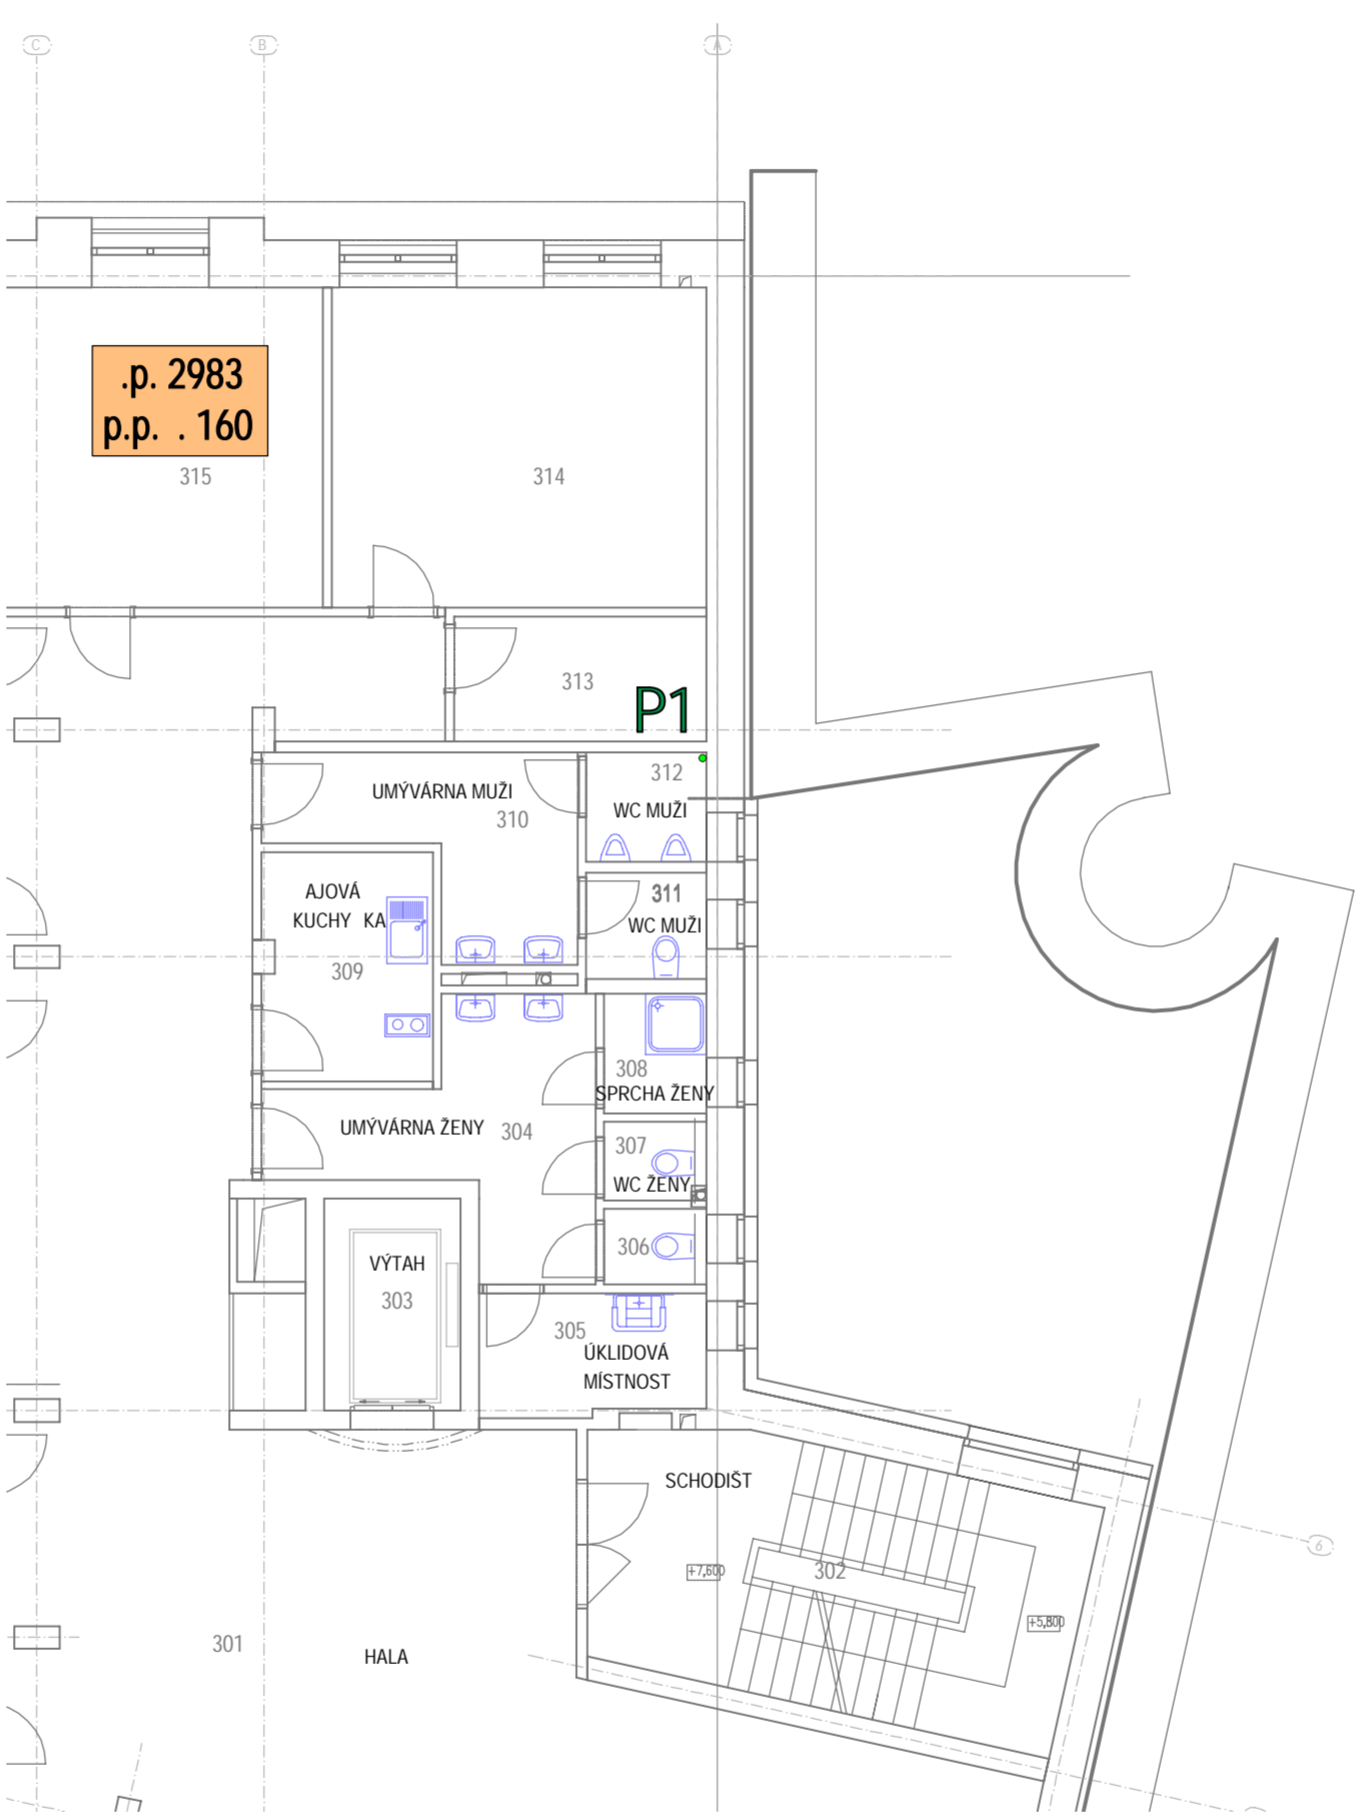 C
B
A
.p. 2983
p.p. . 160
315
314
313
P1
312
UMÝVÁRNA MUŽI
WC MUŽI
310
AJOVÁ
KUCHY KA
311
WC MUŽI
309
308
SPRCHA ŽENY
UMÝVÁRNA ŽENY
304
307
WC ŽENY
306
VÝTAH
303
305
ÚKLIDOVÁ
MÍSTNOST
SCHODIŠT
6
+7,600
302
+5,800
301
HALA